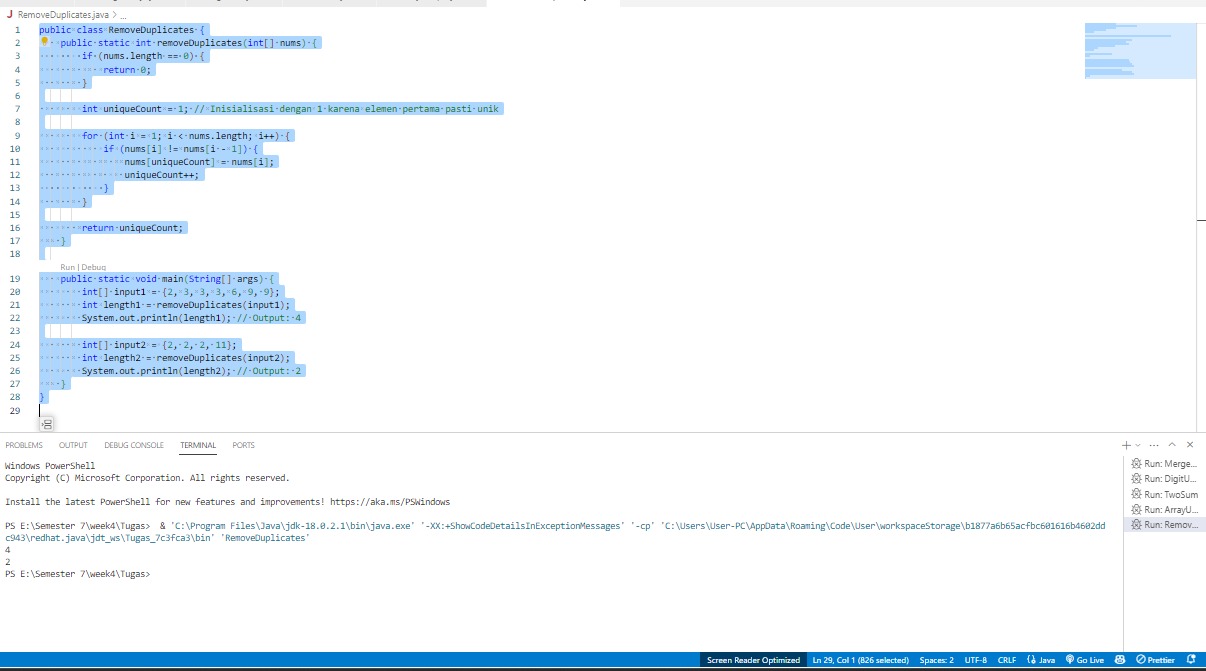 RemoveDuplicates.java > ...
1 public class RemoveDuplicates {
2 public static int removeDuplicates(int[] nums) {
3 if (nums.length == 0) {
4 return 0;
5 }
6
7 int uniqueCount = 1; // Inisialisasi dengan 1 karena elemen pertama pasti unik
8
9 for (int i = 1; i < nums.length; i++) {
10 if (nums[i] != nums[i - 1]) {
11 nums[uniqueCount] = nums[i];
12 uniqueCount++;
13 }
14 }
15
16 return uniqueCount;
17 }
18
Run | Debug
19 public static void main(String[] args) {
20 int[] input1 = {2, 3, 3, 3, 6, 9, 9};
21 int length1 = removeDuplicates(input1);
22 System.out.println(length1); // Output: 4
23
24 int[] input2 = {2, 2, 2, 11};
25 int length2 = removeDuplicates(input2);
26 System.out.println(length2); // Output: 2
27 }
28 }
29
PROBLEMS OUTPUT DEBUG CONSOLE TERMINAL PORTS
Windows PowerShell
Copyright (C) Microsoft Corporation. All rights reserved.
Install the latest PowerShell for new features and improvements! https://aka.ms/PSWindows
PS E:\Semester 7\week4\Tugas> & 'C:\Program Files\Java\jdk-18.0.2.1\bin\java.exe' '-XX:+ShowCodeDetailsInExceptionMessages' '-cp' 'C:\Users\User-PC\AppData\Roaming\Code\User\workspaceStorage\b1877a6b65acfbc601616b4602dd
c943\redhat.java\jdt_ws\Tugas_7c3fca3\bin' 'RemoveDuplicates'
4
2
PS E:\Semester 7\week4\Tugas>
Run: Merge...
Run: DigitU...
Run: TwoSum
Run: ArrayU...
Run: Remov...
Screen Reader Optimized Ln 29, Col 1 (826 selected) Spaces: 2 UTF-8 CRLF Java Go Live Prettier